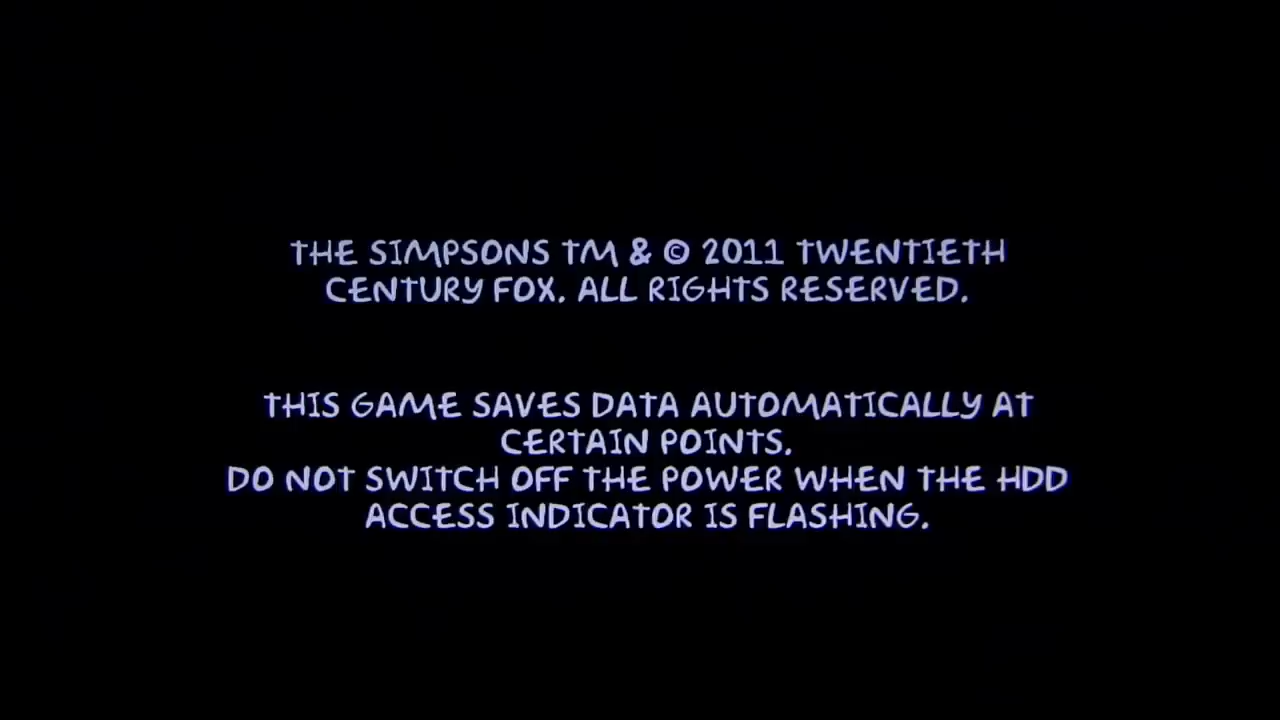 THE SIMPSONS TM & © 2011 TWENTIETH
CENTURY FOX. ALL RIGHTS RESERVED.
THIS GAME SAVES DATA AUTOMATICALLY AT
CERTAIN POINTS.
DO NOT SWITCH OFF THE POWER WHEN THE HDD
ACCESS INDICATOR IS FLASHING.